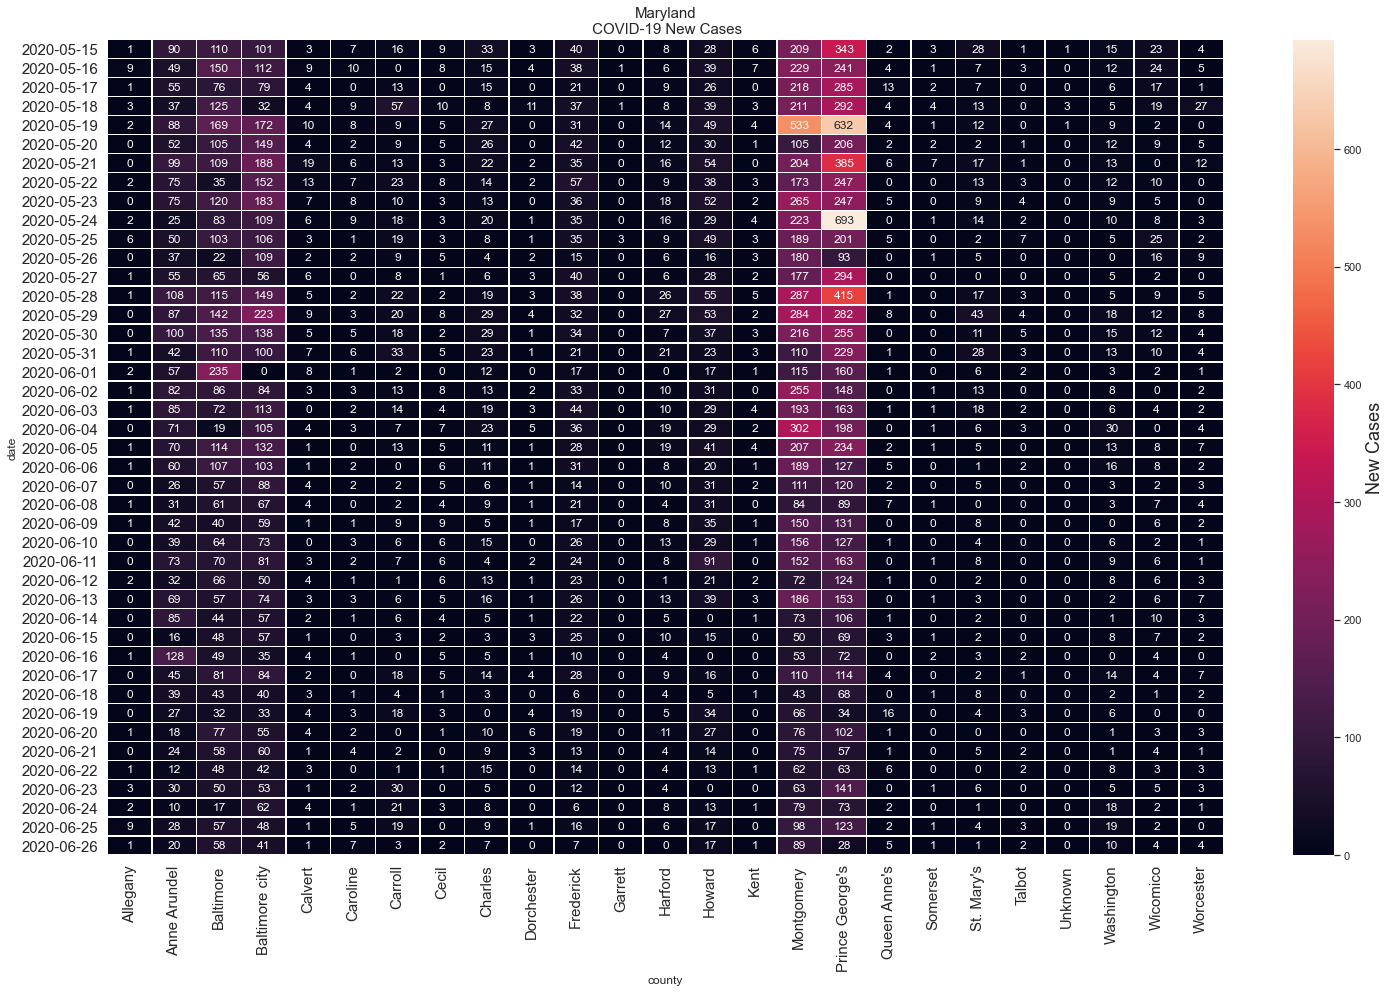 Maryland
COVID-19 New Cases
2020-05-15 1 90 110 101 3 7 16 9 33 3 40 0 8 28 6 209 343 2 3 28 1 1 15 23 4
2020-05-16 9 49 150 112 9 10 0 8 15 4 38 1 6 39 7 229 241 4 1 7 3 0 12 24 5
2020-05-17 1 55 76 79 4 0 13 0 15 0 21 0 9 26 0 218 285 13 2 7 0 0 6 17 1
2020-05-18 3 37 125 32 4 9 57 10 8 11 37 1 8 39 3 211 292 4 4 13 0 3 5 19 27
2020-05-19 2 88 169 172 10 8 9 5 27 0 31 0 14 49 4 533 632 4 1 12 0 1 9 2 0
2020-05-20 0 52 105 149 4 2 9 5 26 0 42 0 12 30 1 105 206 2 2 2 1 0 12 9 5
2020-05-21 0 99 109 188 19 6 13 3 22 2 35 0 16 54 0 204 385 6 7 17 1 0 13 0 12
2020-05-22 2 75 35 152 13 7 23 8 14 2 57 0 9 38 3 173 247 0 0 13 3 0 12 10 0
2020-05-23 0 75 120 183 7 8 10 3 13 0 36 0 18 52 2 265 247 5 0 9 4 0 9 5 0
2020-05-24 2 25 83 109 6 9 18 3 20 1 35 0 16 29 4 223 693 0 1 14 2 0 10 8 3
2020-05-25 6 50 103 106 3 1 19 3 8 1 35 3 9 49 3 189 201 5 0 2 7 0 5 25 2
2020-05-26 0 37 22 109 2 2 9 5 4 2 15 0 6 16 3 180 93 0 1 5 0 0 0 16 9
2020-05-27 1 55 65 56 6 0 8 1 6 3 40 0 6 28 2 177 294 0 0 0 0 0 5 2 0
2020-05-28 1 108 115 149 5 2 22 2 19 3 38 0 26 55 5 287 415 1 0 17 3 0 5 9 5
2020-05-29 0 87 142 223 9 3 20 8 29 4 32 0 27 53 2 284 282 8 0 43 4 0 18 12 8
2020-05-30 0 100 135 138 5 5 18 2 29 1 34 0 7 37 3 216 255 0 0 11 5 0 15 12 4
2020-05-31 1 42 110 100 7 6 33 5 23 1 21 0 21 23 3 110 229 1 0 28 3 0 13 10 4
2020-06-01 2 57 235 0 8 1 2 0 12 0 17 0 0 17 1 115 160 1 0 6 2 0 3 2 1
2020-06-02 1 82 86 84 3 3 13 8 13 2 33 0 10 31 0 255 148 0 1 13 0 0 8 0 2
2020-06-03 1 85 72 113 0 2 14 4 19 3 44 0 10 29 4 193 163 1 1 18 2 0 6 4 2
2020-06-04 0 71 19 105 4 3 7 7 23 5 36 0 19 29 2 302 198 0 1 6 3 0 30 0 4
2020-06-05 1 70 114 132 1 0 13 5 11 1 28 0 19 41 4 207 234 2 1 5 0 0 13 8 7
2020-06-06 1 60 107 103 1 2 0 6 11 1 31 0 8 20 1 189 127 5 0 1 2 0 16 8 2
2020-06-07 0 26 57 88 4 2 2 5 6 1 14 0 10 31 2 111 120 2 0 5 0 0 3 2 3
2020-06-08 1 31 61 67 4 0 2 4 9 1 21 0 4 31 0 84 89 7 1 0 0 0 3 7 4
2020-06-09 1 42 40 59 1 1 9 9 5 1 17 0 8 35 1 150 131 0 0 8 0 0 0 6 2
2020-06-10 0 39 64 73 0 3 6 6 15 0 26 0 13 29 1 156 127 1 0 4 0 0 6 2 1
2020-06-11 0 73 70 81 3 2 7 6 4 2 24 0 8 91 0 152 163 0 1 8 0 0 9 6 1
2020-06-12 2 32 66 50 4 1 1 6 13 1 23 0 1 21 2 72 124 1 0 2 0 0 8 6 3
2020-06-13 0 69 57 74 3 3 6 5 16 1 26 0 13 39 3 186 153 0 1 3 0 0 2 6 7
2020-06-14 0 85 44 57 2 1 6 4 5 1 22 0 5 0 1 73 106 1 0 2 0 0 1 10 3
2020-06-15 0 16 48 57 1 0 3 2 3 3 25 0 10 15 0 50 69 3 1 2 0 0 8 7 2
2020-06-16 1 128 49 35 4 1 0 5 5 1 10 0 4 0 0 53 72 0 2 3 2 0 0 4 0
2020-06-17 0 45 81 84 2 0 18 5 14 4 28 0 9 16 0 110 114 4 0 2 1 0 14 4 7
2020-06-18 0 39 43 40 3 1 4 1 3 0 6 0 4 5 1 43 68 0 1 8 0 0 2 1 2
2020-06-19 0 27 32 33 4 3 18 3 0 4 19 0 5 34 0 66 34 16 0 4 3 0 6 0 0
2020-06-20 1 18 77 55 4 2 0 1 10 6 19 0 11 27 0 76 102 1 0 0 0 0 1 3 3
2020-06-21 0 24 58 60 1 4 2 0 9 3 13 0 4 14 0 75 57 1 0 5 2 0 1 4 1
2020-06-22 1 12 48 42 3 0 1 1 15 0 14 0 4 13 1 62 63 6 0 0 2 0 8 3 3
2020-06-23 3 30 50 53 1 2 30 0 5 0 12 0 4 0 0 63 141 0 1 6 0 0 5 5 3
2020-06-24 2 10 17 62 4 1 21 3 8 0 6 0 8 13 1 79 73 2 0 1 0 0 18 2 1
2020-06-25 9 28 57 48 1 5 19 0 9 1 16 0 6 17 0 98 123 2 1 4 3 0 19 2 0
2020-06-26 1 20 58 41 1 7 3 2 7 0 7 0 0 17 1 89 28 5 1 1 2 0 10 4 4
date
Allegany Anne Arundel Baltimore Baltimore city Calvert Caroline Carroll Cecil Charles Dorchester Frederick Garrett Harford Howard Kent Montgomery Prince George's Queen Anne's Somerset St. Mary's Talbot Unknown Washington Wicomico Worcester
county
600
500
400
300
200
100
0
New Cases